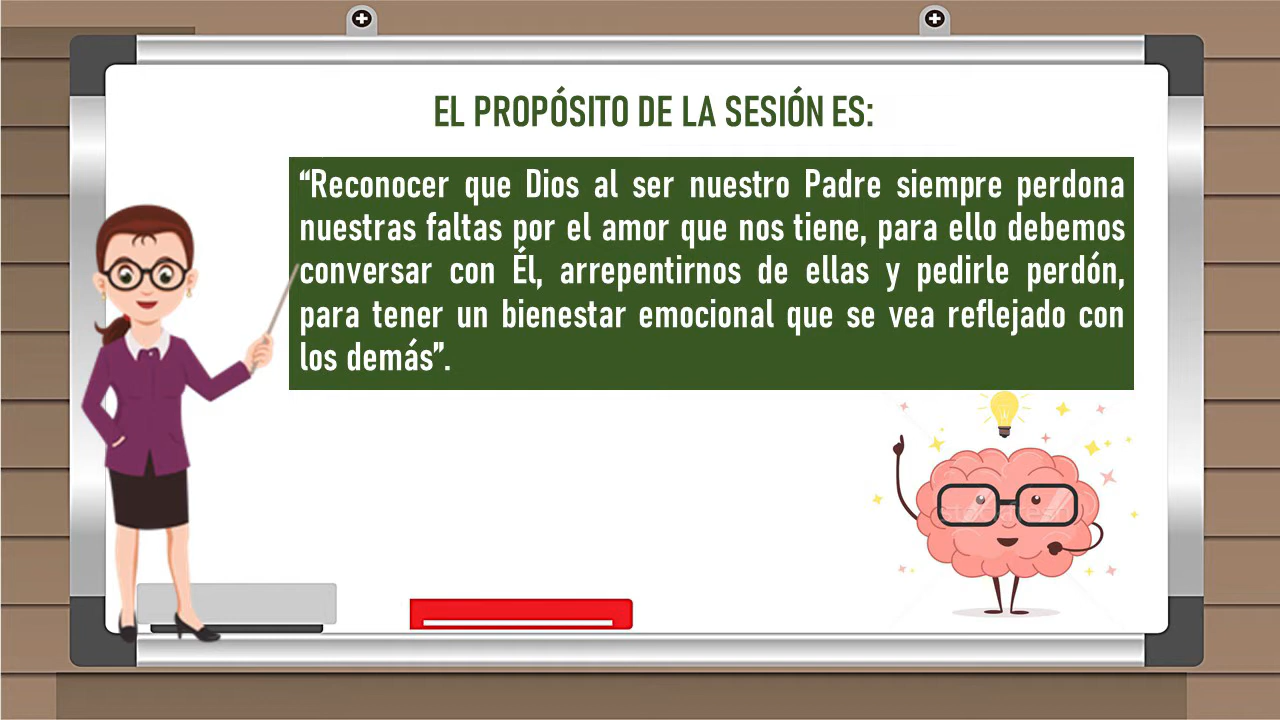 EL PROPÓSITO DE LA SESIÓN ES:
“Reconocer que Dios al ser nuestro Padre siempre perdona
nuestras faltas por el amor que nos tiene, para ello debemos
conversar con Él, arrepentirnos de ellas y pedirle perdón,
para tener un bienestar emocional que se vea reflejado con
los demás”.